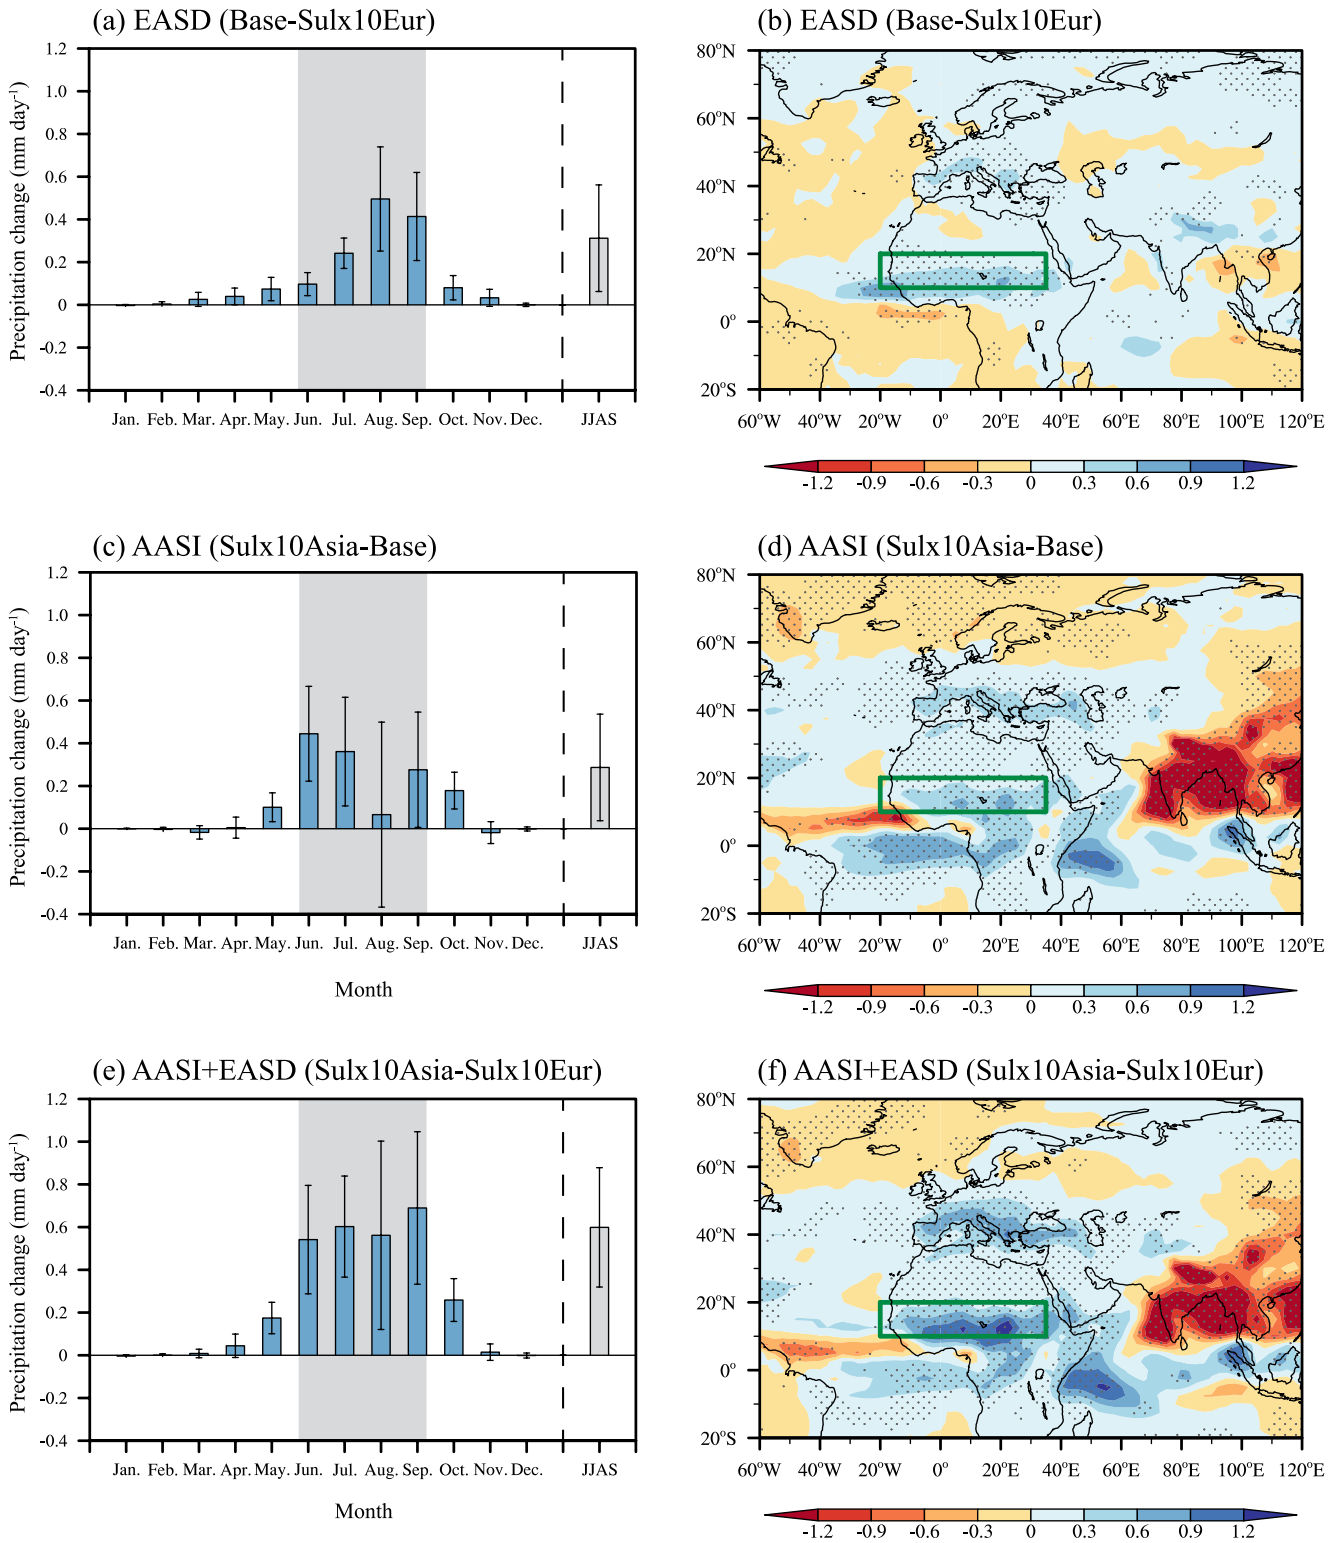 (a) EASD (Base-Sulx10Eur)
Precipitation change (mm day-1)
1.2
1.0
0.8
0.6
0.4
0.2
0
-0.2
-0.4
Jan. Feb. Mar. Apr. May. Jun. Jul. Aug. Sep. Oct. Nov. Dec. JJAS
(b) EASD (Base-Sulx10Eur)
80°N
60°N
40°N
20°N
0°
20°S
60°W 40°W 20°W 0° 20°E 40°E 60°E 80°E 100°E 120°E
-1.2 -0.9 -0.6 -0.3 0 0.3 0.6 0.9 1.2
(c) AASI (Sulx10Asia-Base)
Precipitation change (mm day-1)
1.2
1.0
0.8
0.6
0.4
0.2
0
-0.2
-0.4
Jan. Feb. Mar. Apr. May. Jun. Jul. Aug. Sep. Oct. Nov. Dec. JJAS
Month
(d) AASI (Sulx10Asia-Base)
80°N
60°N
40°N
20°N
0°
20°S
60°W 40°W 20°W 0° 20°E 40°E 60°E 80°E 100°E 120°E
-1.2 -0.9 -0.6 -0.3 0 0.3 0.6 0.9 1.2
(e) AASI+EASD (Sulx10Asia-Sulx10Eur)
Precipitation change (mm day-1)
1.2
1.0
0.8
0.6
0.4
0.2
0
-0.2
-0.4
Jan. Feb. Mar. Apr. May. Jun. Jul. Aug. Sep. Oct. Nov. Dec. JJAS
Month
(f) AASI+EASD (Sulx10Asia-Sulx10Eur)
80°N
60°N
40°N
20°N
0°
20°S
60°W 40°W 20°W 0° 20°E 40°E 60°E 80°E 100°E 120°E
-1.2 -0.9 -0.6 -0.3 0 0.3 0.6 0.9 1.2